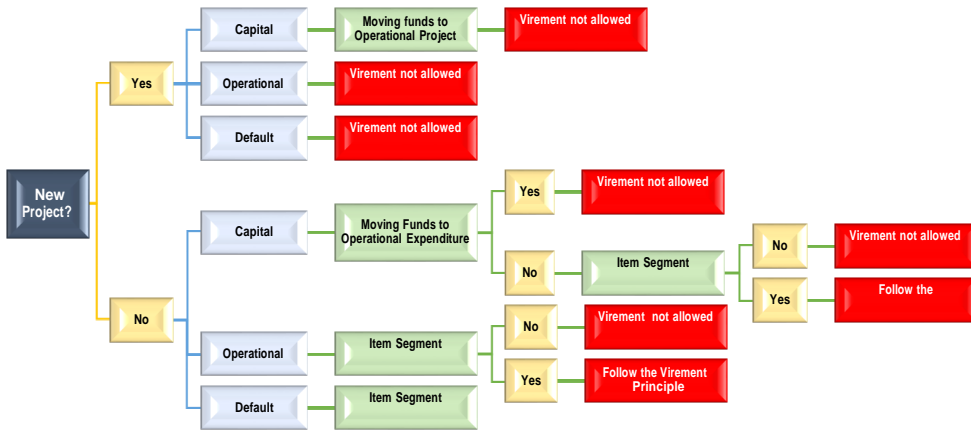 New
Project?
Yes
Capital
Moving funds to
Operational Project
Virement not allowed
Operational
Virement not allowed
Default
Virement not allowed
No
Capital
Moving Funds to
Operational Expenditure
Yes
Virement not allowed
No
Item Segment
No
Virement not allowed
Yes
Follow the
Operational
Item Segment
No
Virement not allowed
Yes
Follow the Virement
Principle
Default
Item Segment